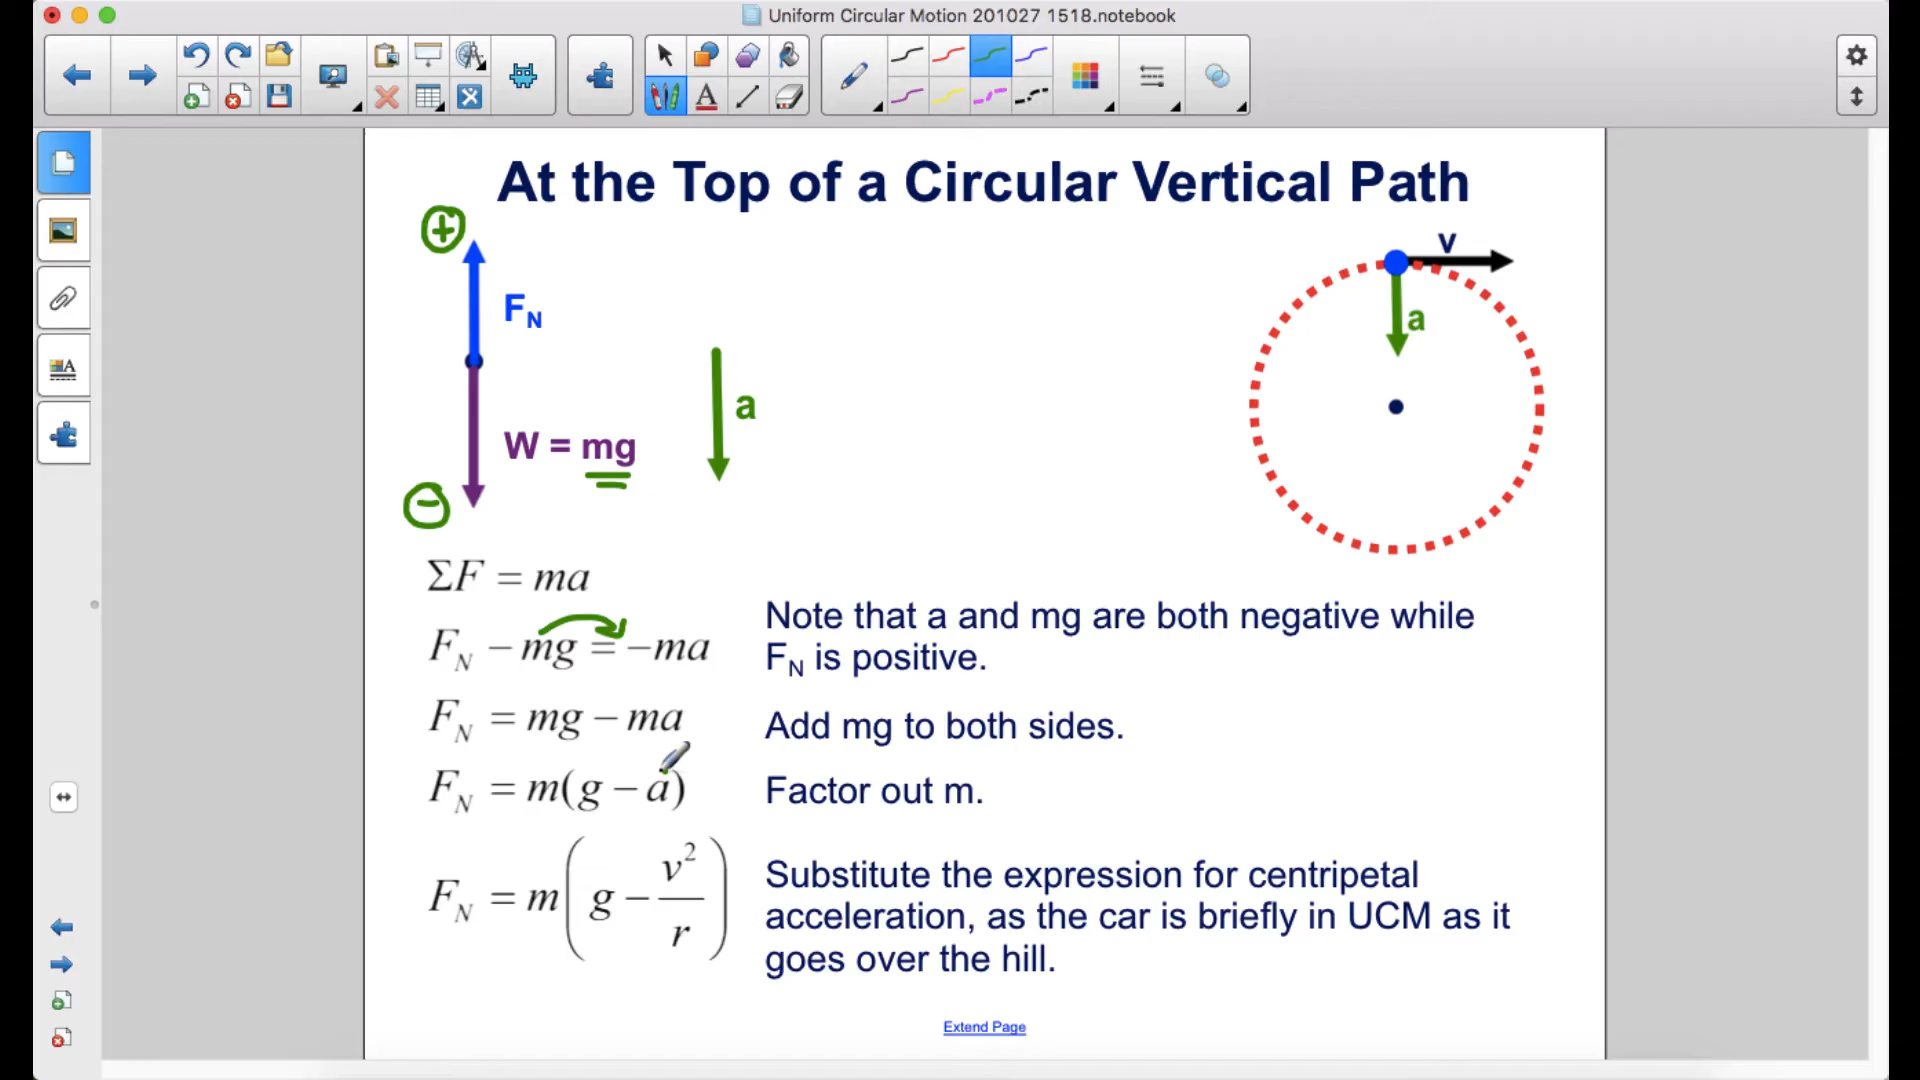 Uniform Circular Motion 201027 1518.notebook
At the Top of a Circular Vertical Path
+
F_N
W = mg
−
a
v
a
ΣF = ma
F_N − mg = −ma
Note that a and mg are both negative while
F_N is positive.
F_N = mg − ma
Add mg to both sides.
F_N = m(g − a)
Factor out m.
F_N = m(g − v²/r)
Substitute the expression for centripetal
acceleration, as the car is briefly in UCM as it
goes over the hill.
Extend Page